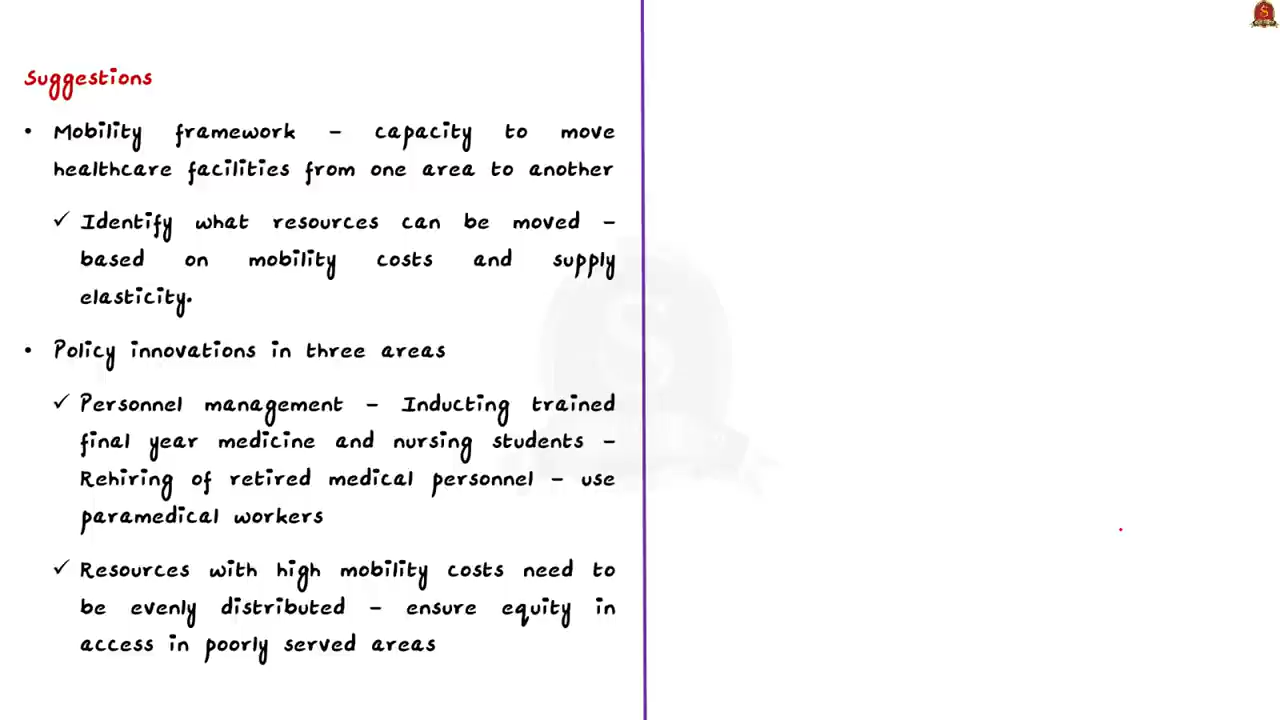 Suggestions
• Mobility framework – capacity to move
healthcare facilities from one area to another
✓ Identify what resources can be moved –
based on mobility costs and supply
elasticity.
• Policy innovations in three areas
✓ Personnel management – Inducting trained
final year medicine and nursing students –
Rehiring of retired medical personnel – use
paramedical workers
✓ Resources with high mobility costs need to
be evenly distributed – ensure equity in
access in poorly served areas